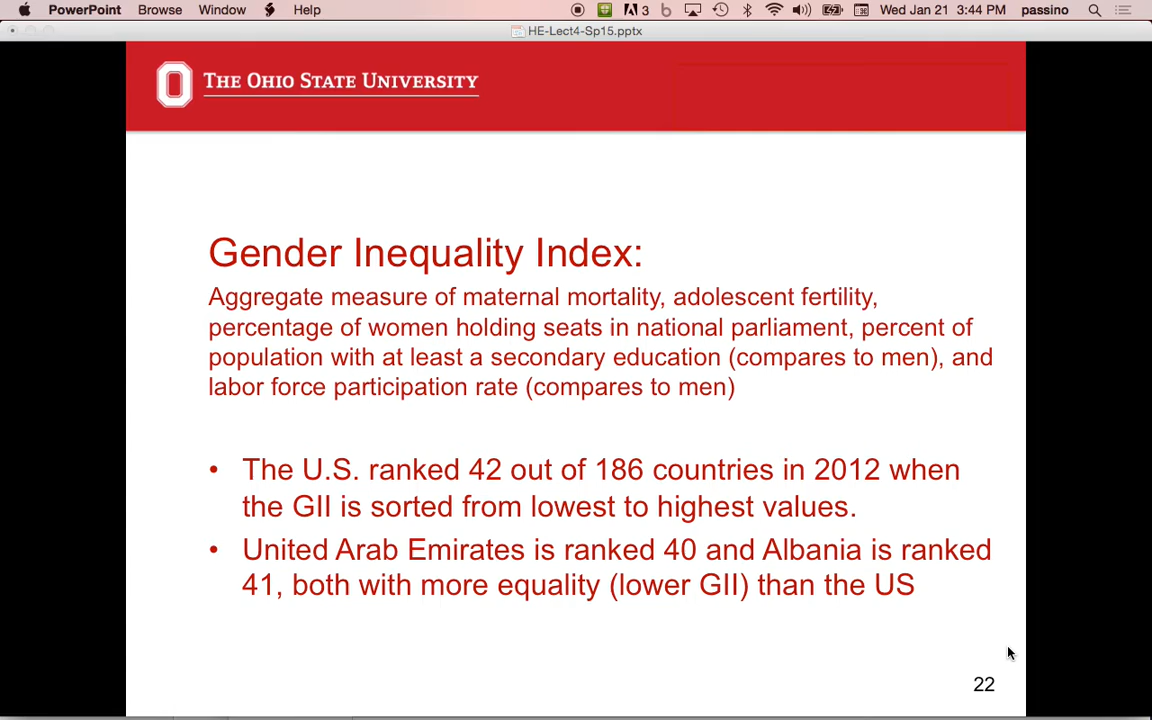 PowerPoint Browse Window Help 3 Wed Jan 21 3:44 PM passino
HE-Lect4-Sp15.pptx
THE OHIO STATE UNIVERSITY
Gender Inequality Index:
Aggregate measure of maternal mortality, adolescent fertility,
percentage of women holding seats in national parliament, percent of
population with at least a secondary education (compares to men), and
labor force participation rate (compares to men)
• The U.S. ranked 42 out of 186 countries in 2012 when
the GII is sorted from lowest to highest values.
• United Arab Emirates is ranked 40 and Albania is ranked
41, both with more equality (lower GII) than the US
22